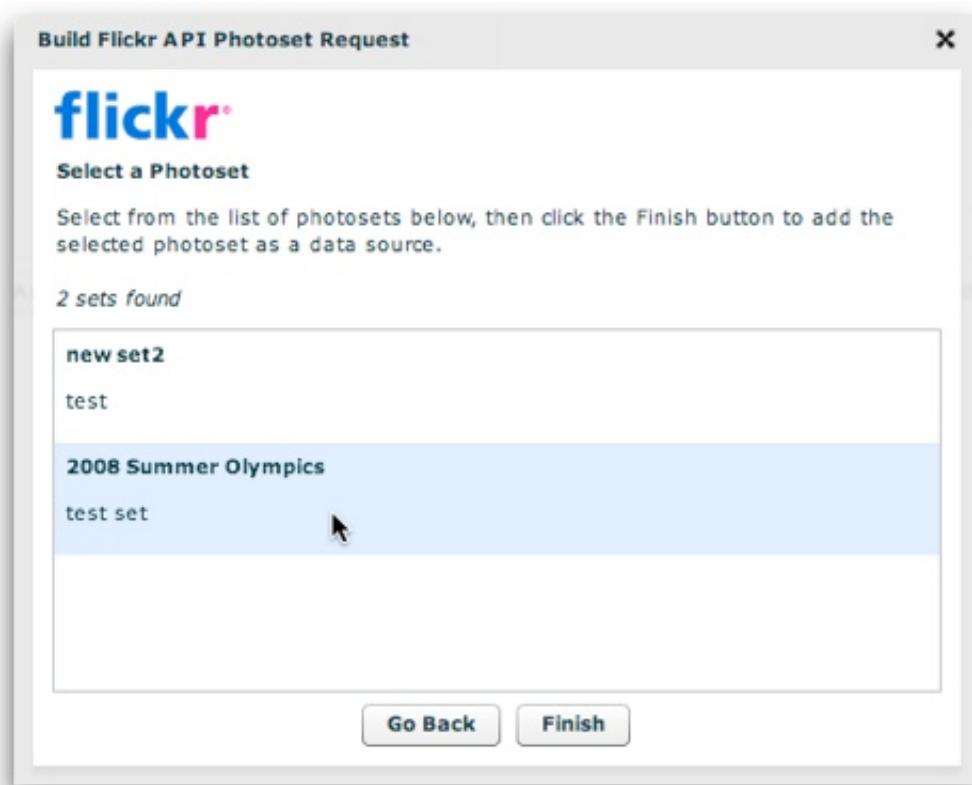 Build Flickr API Photoset Request
flickr
Select a Photoset
Select from the list of photosets below, then click the Finish button to add the
selected photoset as a data source.
2 sets found
new set2
test
2008 Summer Olympics
test set
Go Back
Finish